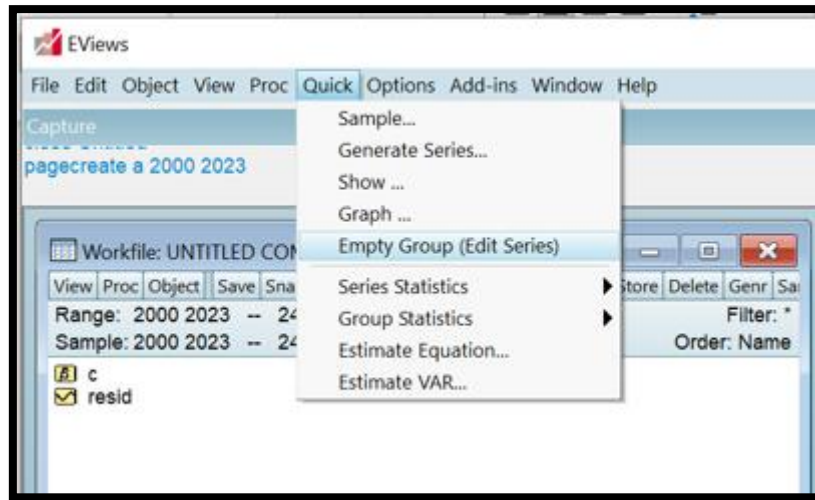 EViews
File Edit Object View Proc Quick Options Add-ins Window Help
Capture
pagecreate a 2000 2023
Sample...
Generate Series...
Show ...
Graph ...
Empty Group (Edit Series)
Series Statistics
Group Statistics
Estimate Equation...
Estimate VAR...
Workfile: UNTITLED
View Proc Object Save Store Delete Genr
Range: 2000 2023 -- Filter: *
Sample: 2000 2023 -- Order: Name
c
resid